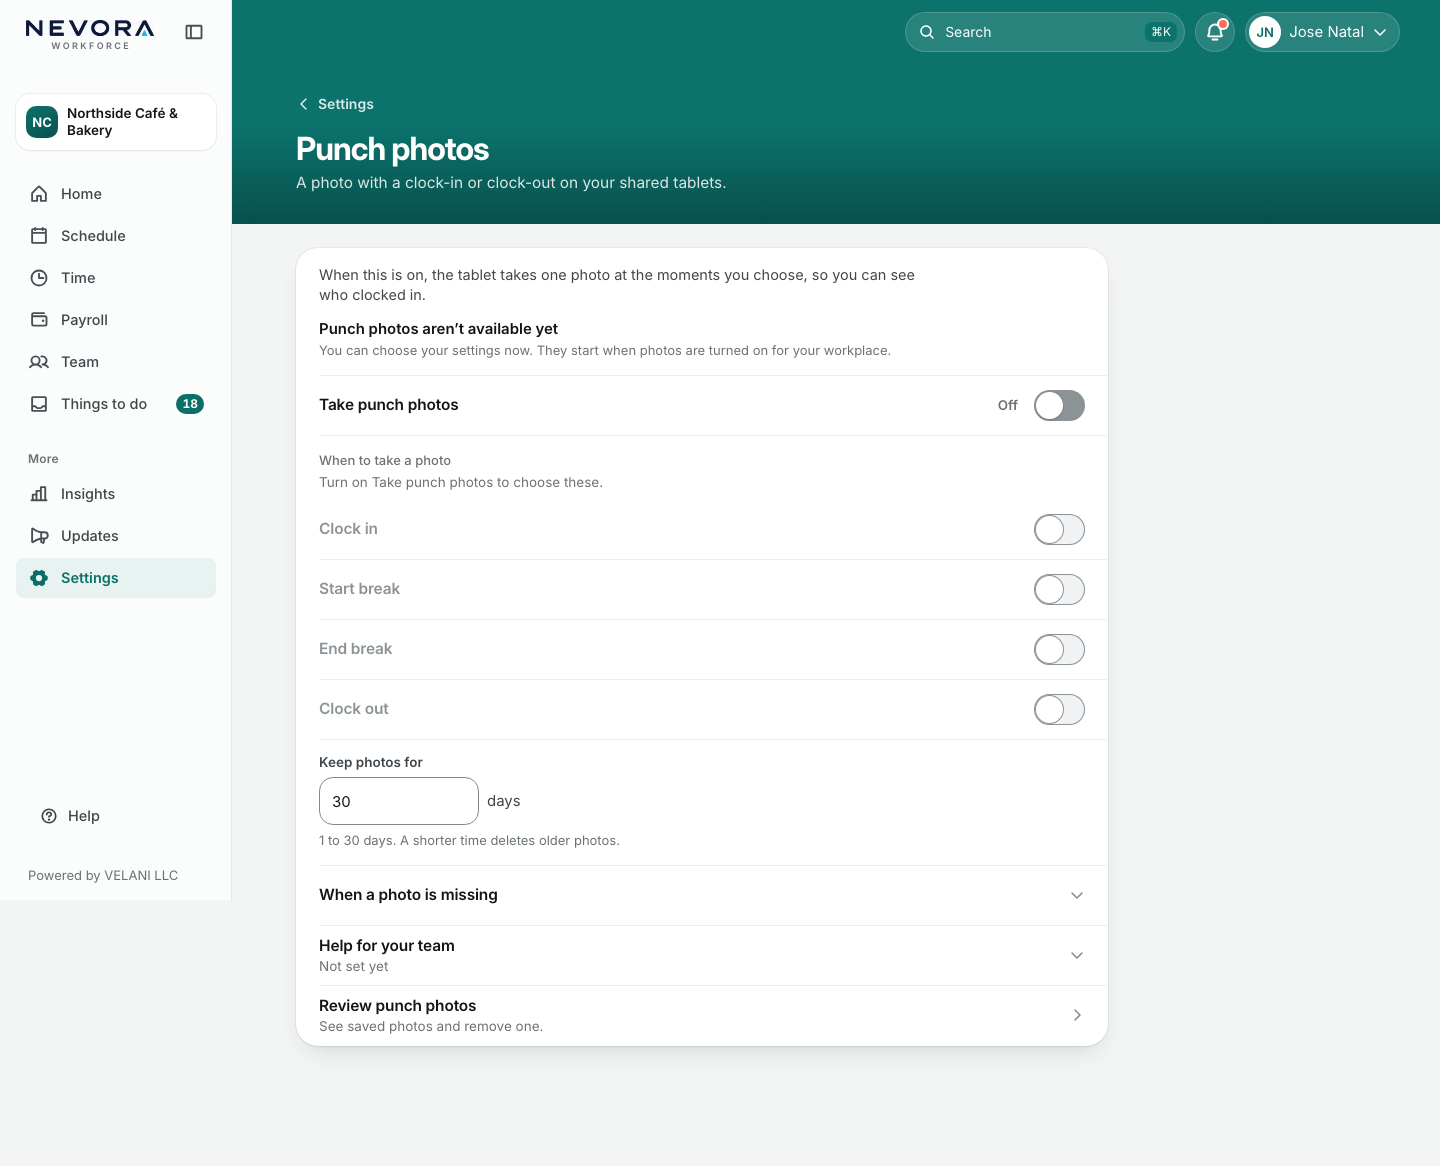 NEVORA
WORKFORCE
Search
⌘K
JN
Jose Natal
NC
Northside Café &
Bakery
Home
Schedule
Time
Payroll
Team
Things to do
18
More
Insights
Updates
Settings
Help
Powered by VELANI LLC
Settings
Punch photos
A photo with a clock-in or clock-out on your shared tablets.
When this is on, the tablet takes one photo at the moments you choose, so you can see
who clocked in.
Punch photos aren’t available yet
You can choose your settings now. They start when photos are turned on for your workplace.
Take punch photos
Off
When to take a photo
Turn on Take punch photos to choose these.
Clock in
Start break
End break
Clock out
Keep photos for
30
days
1 to 30 days. A shorter time deletes older photos.
When a photo is missing
Help for your team
Not set yet
Review punch photos
See saved photos and remove one.